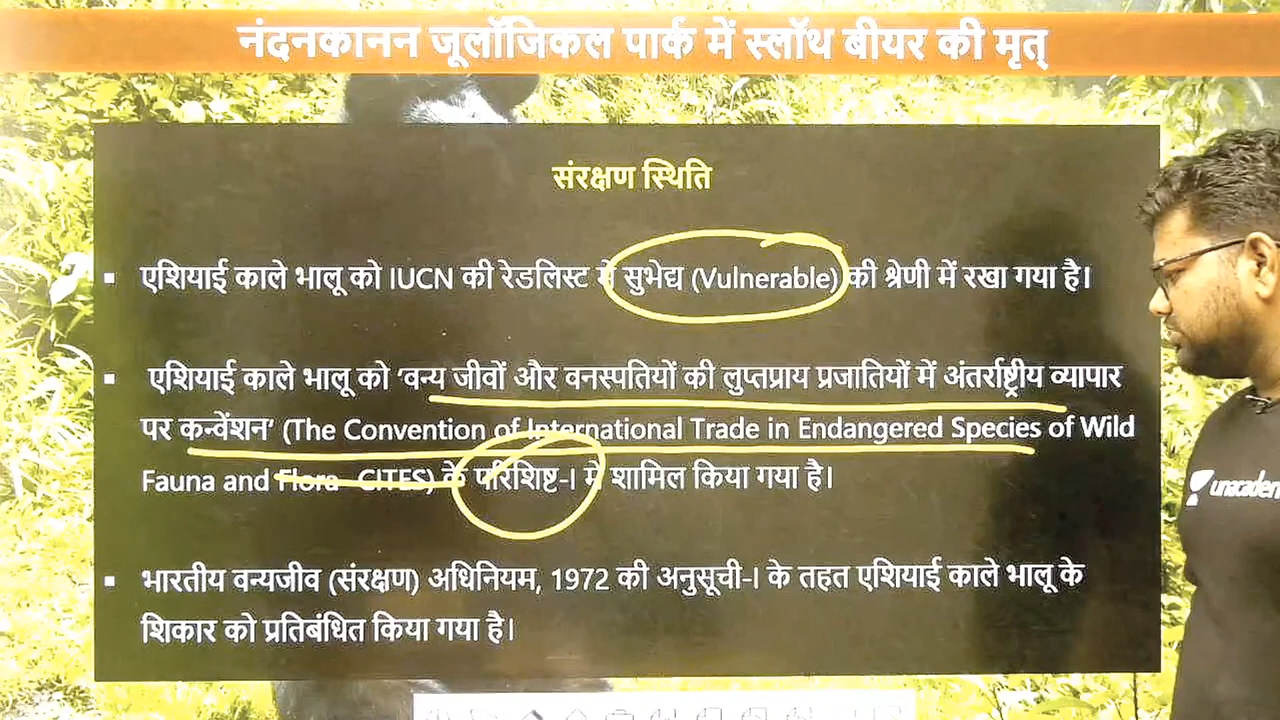 नंदनकानन जूलॉजिकल पार्क में स्लॉथ बीयर की मृत्
संरक्षण स्थिति
▪ एशियाई काले भालू को IUCN की रेडलिस्ट में सुभेद्य (Vulnerable) की श्रेणी में रखा गया है।
▪ एशियाई काले भालू को ‘वन्य जीवों और वनस्पतियों की लुप्तप्राय प्रजातियों में अंतर्राष्ट्रीय व्यापार
पर कन्वेंशन’ (The Convention of International Trade in Endangered Species of Wild
Fauna and Flora- CITES) के परिशिष्ट-I में शामिल किया गया है।
▪ भारतीय वन्यजीव (संरक्षण) अधिनियम, 1972 की अनुसूची-I के तहत एशियाई काले भालू के
शिकार को प्रतिबंधित किया गया है।
unacadem